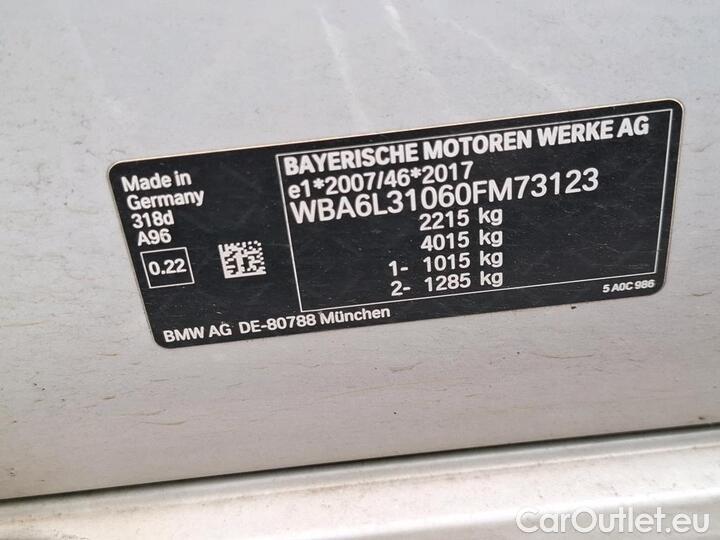 BAYERISCHE MOTOREN WERKE AG
e1*2007/46*2017
WBA6L31060FM73123
2215 kg
4015 kg
1- 1015 kg
2- 1285 kg
Made in
Germany
318d
A96
0.22
5 A0C 986
BMW AG DE-80788 München
CarOutlet.eu